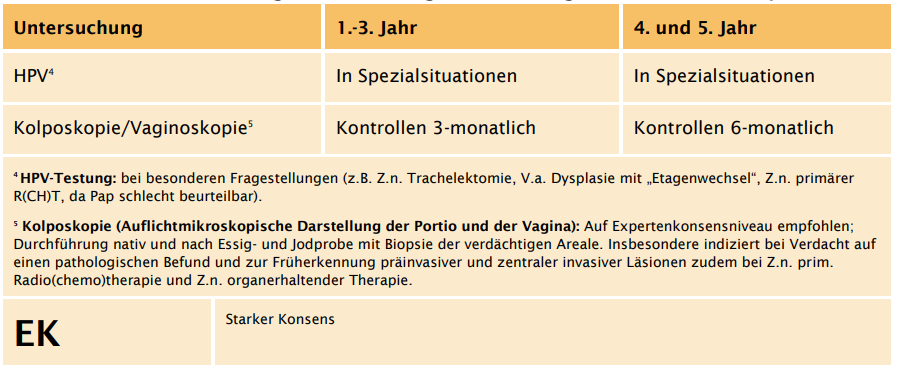 Untersuchung 1.-3. Jahr 4. und 5. Jahr
HPV⁴ In Spezialsituationen In Spezialsituationen
Kolposkopie/Vaginoskopie⁵ Kontrollen 3-monatlich Kontrollen 6-monatlich
⁴ HPV-Testung: bei besonderen Fragestellungen (z.B. Z.n. Trachelektomie, V.a. Dysplasie mit „Etagenwechsel“, Z.n. primärer
R(CH)T, da Pap schlecht beurteilbar).
⁵ Kolposkopie (Auflichtmikroskopische Darstellung der Portio und der Vagina): Auf Expertenkonsensniveau empfohlen;
Durchführung nativ und nach Essig- und Jodprobe mit Biopsie der verdächtigen Areale. Insbesondere indiziert bei Verdacht auf
einen pathologischen Befund und zur Früherkennung präinvasiver und zentraler invasiver Läsionen zudem bei Z.n. prim.
Radio(chemo)therapie und Z.n. organerhaltender Therapie.
EK Starker Konsens